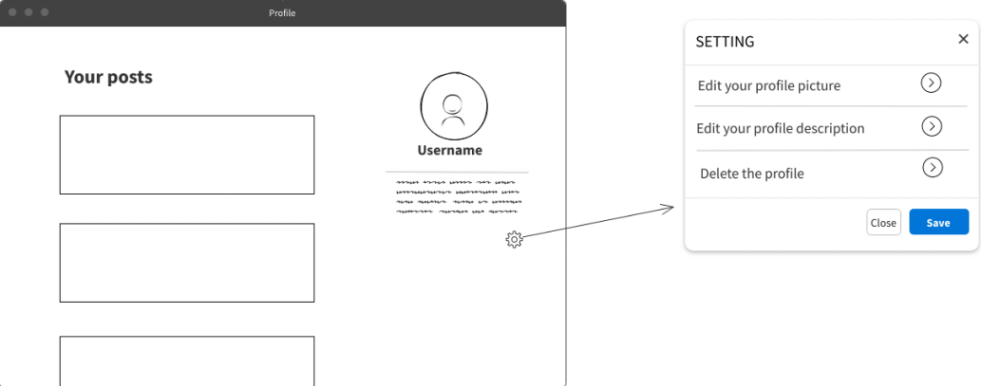 Profile
Your posts
Username
SETTING
Edit your profile picture
Edit your profile description
Delete the profile
Close
Save